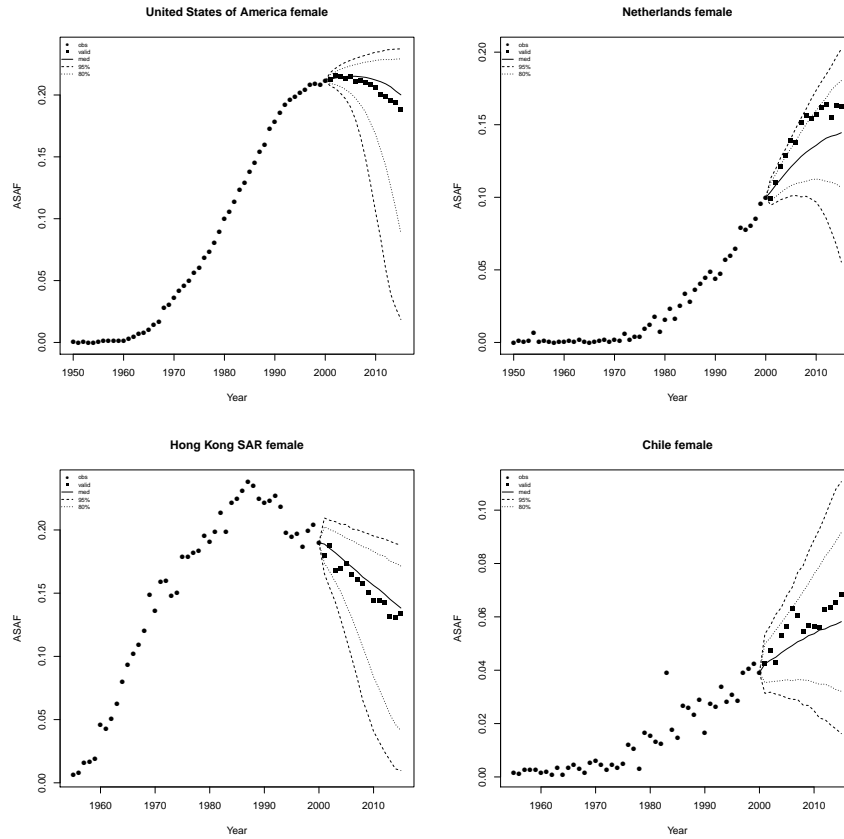 United States of America female
obs
valid
med
95%
80%
0.20
0.15
0.10
0.05
0.00
ASAF
1950 1960 1970 1980 1990 2000 2010
Year
Netherlands female
obs
valid
med
95%
80%
0.20
0.15
0.10
0.05
0.00
ASAF
1950 1960 1970 1980 1990 2000 2010
Year
Hong Kong SAR female
obs
valid
med
95%
80%
0.20
0.15
0.10
0.05
0.00
ASAF
1960 1970 1980 1990 2000 2010
Year
Chile female
obs
valid
med
95%
80%
0.10
0.08
0.06
0.04
0.02
0.00
ASAF
1960 1970 1980 1990 2000 2010
Year